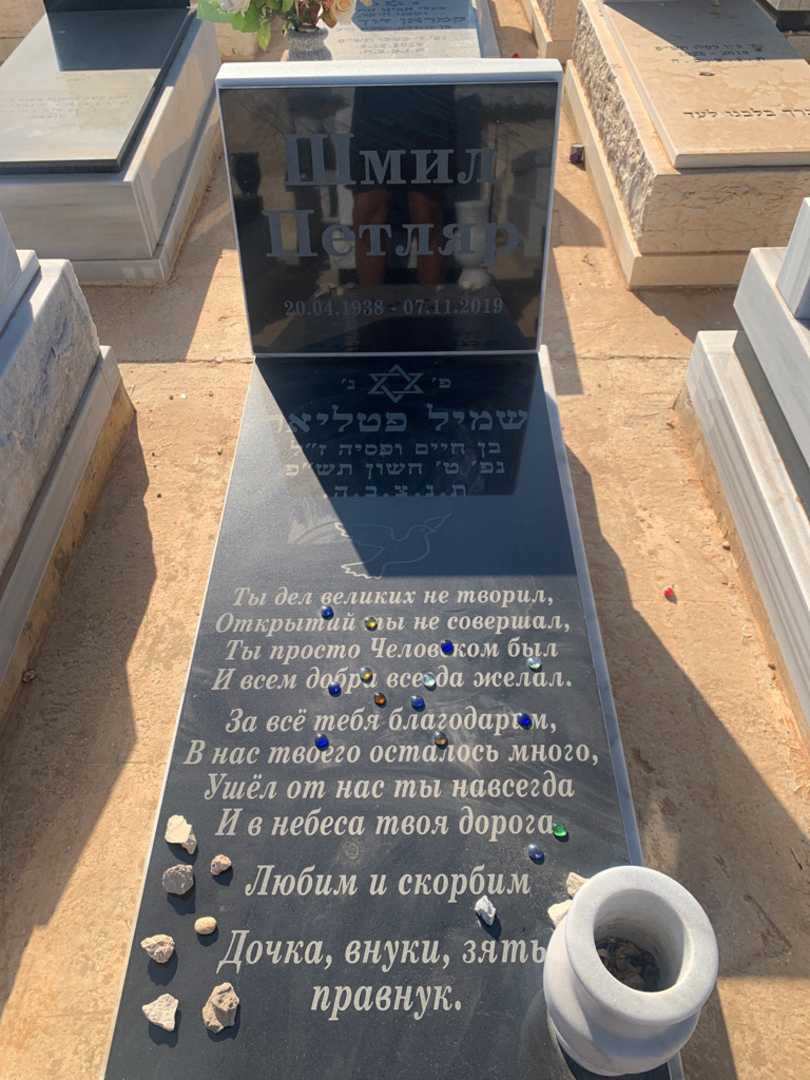 Шмил
Петляр
20.04.1938 - 07.11.2019
פ׳ נ׳
שמיל פטליאר
בן חיים ופסיה ז"ל
נפ׳ ט׳ חשון תש"פ
ת.נ.צ.ב.ה.
Ты дел великих не творил,
Открытий ты не совершал,
Ты просто Человеком был
И всем добра всегда желал.
За всё тебя благодарим,
В нас твоего осталось много,
Ушёл от нас ты навсегда
И в небеса твоя дорога
Любим и скорбим
Дочка, внуки, зять,
правнук.